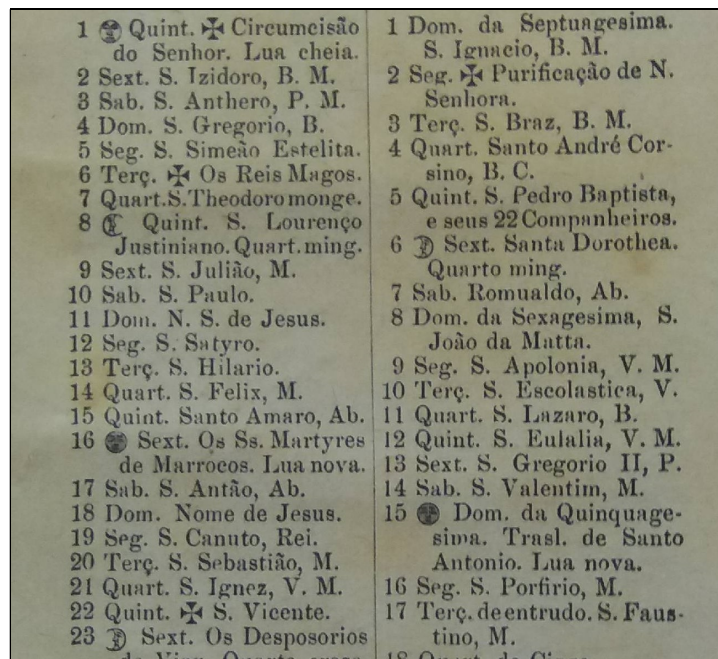 1 Quint. ✠ Circumcisão
do Senhor. Lua cheia.
2 Sext. S. Izidoro, B. M.
3 Sab. S. Anthero, P. M.
4 Dom. S. Gregorio, B.
5 Seg. S. Simeão Estelita.
6 Terç. ✠ Os Reis Magos.
7 Quart. S. Theodoro monge.
8 Quint. S. Lourenço
Justiniano. Quart. ming.
9 Sext. S. Julião, M.
10 Sab. S. Paulo.
11 Dom. N. S. de Jesus.
12 Seg. S. Satyro.
13 Terç. S. Hilario.
14 Quart. S. Felix, M.
15 Quint. Santo Amaro, Ab.
16 Sext. Os Ss. Martyres
de Marrocos. Lua nova.
17 Sab. S. Antão, Ab.
18 Dom. Nome de Jesus.
19 Seg. S. Canuto, Rei.
20 Terç. S. Sebastião, M.
21 Quart. S. Ignez, V. M.
22 Quint. ✠ S. Vicente.
23 Sext. Os Desposorios
1 Dom. da Septuagesima.
S. Ignacio, B. M.
2 Seg. ✠ Purificação de N.
Senhora.
3 Terç. S. Braz, B. M.
4 Quart. Santo André Cor-
sino, B. C.
5 Quint. S. Pedro Baptista,
e seus 22 Companheiros.
6 Sext. Santa Dorothea.
Quarto ming.
7 Sab. Romualdo, Ab.
8 Dom. da Sexagesima, S.
João da Matta.
9 Seg. S. Apolonia, V. M.
10 Terç. S. Escolastica, V.
11 Quart. S. Lazaro, B.
12 Quint. S. Eulalia, V. M.
13 Sext. S. Gregorio II, P.
14 Sab. S. Valentim, M.
15 Dom. da Quinquage-
sima. Trasl. de Santo
Antonio. Lua nova.
16 Seg. S. Porfirio, M.
17 Terç. de entrudo. S. Faus-
tino, M.